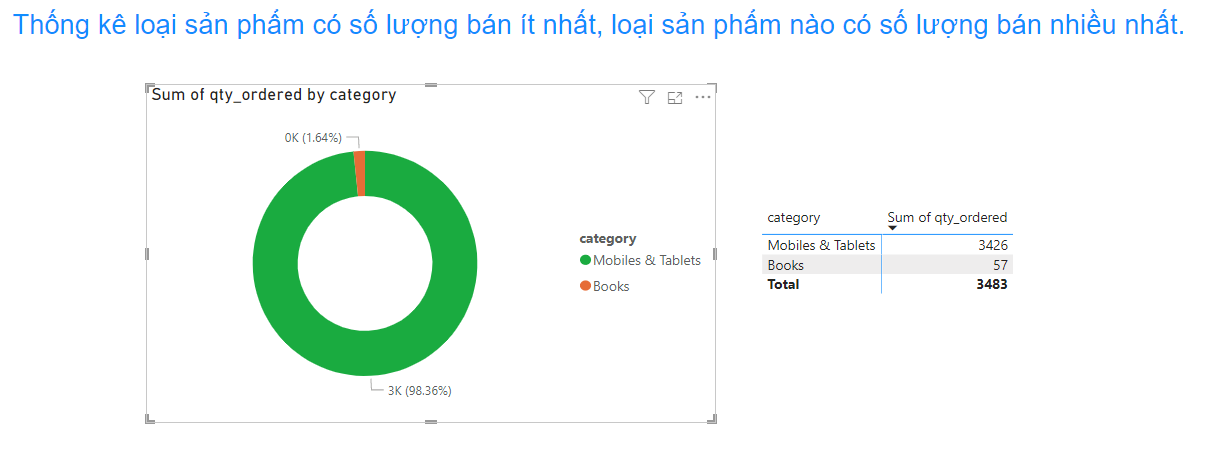 Thống kê loại sản phẩm có số lượng bán ít nhất, loại sản phẩm nào có số lượng bán nhiều nhất.
Sum of qty_ordered by category
0K (1.64%)
3K (98.36%)
category
Mobiles & Tablets
Books
category Sum of qty_ordered
Mobiles & Tablets 3426
Books 57
Total 3483